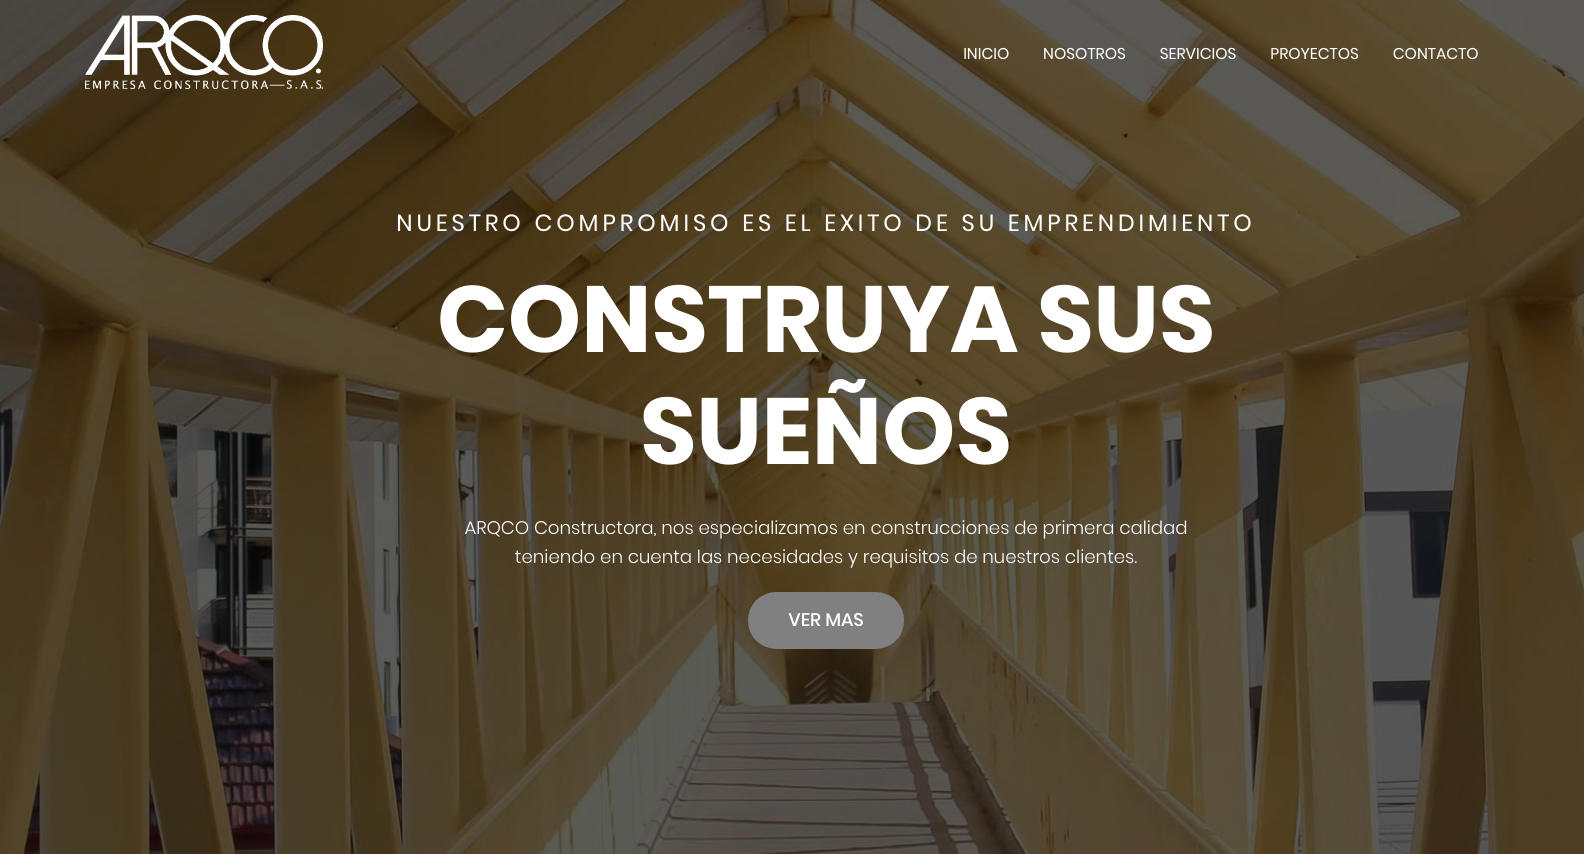 ARQCO.
EMPRESA CONSTRUCTORA—S.A.S.
INICIO NOSOTROS SERVICIOS PROYECTOS CONTACTO
NUESTRO COMPROMISO ES EL EXITO DE SU EMPRENDIMIENTO
CONSTRUYA SUS
SUEÑOS
ARQCO Constructora, nos especializamos en construcciones de primera calidad
teniendo en cuenta las necesidades y requisitos de nuestros clientes.
VER MAS